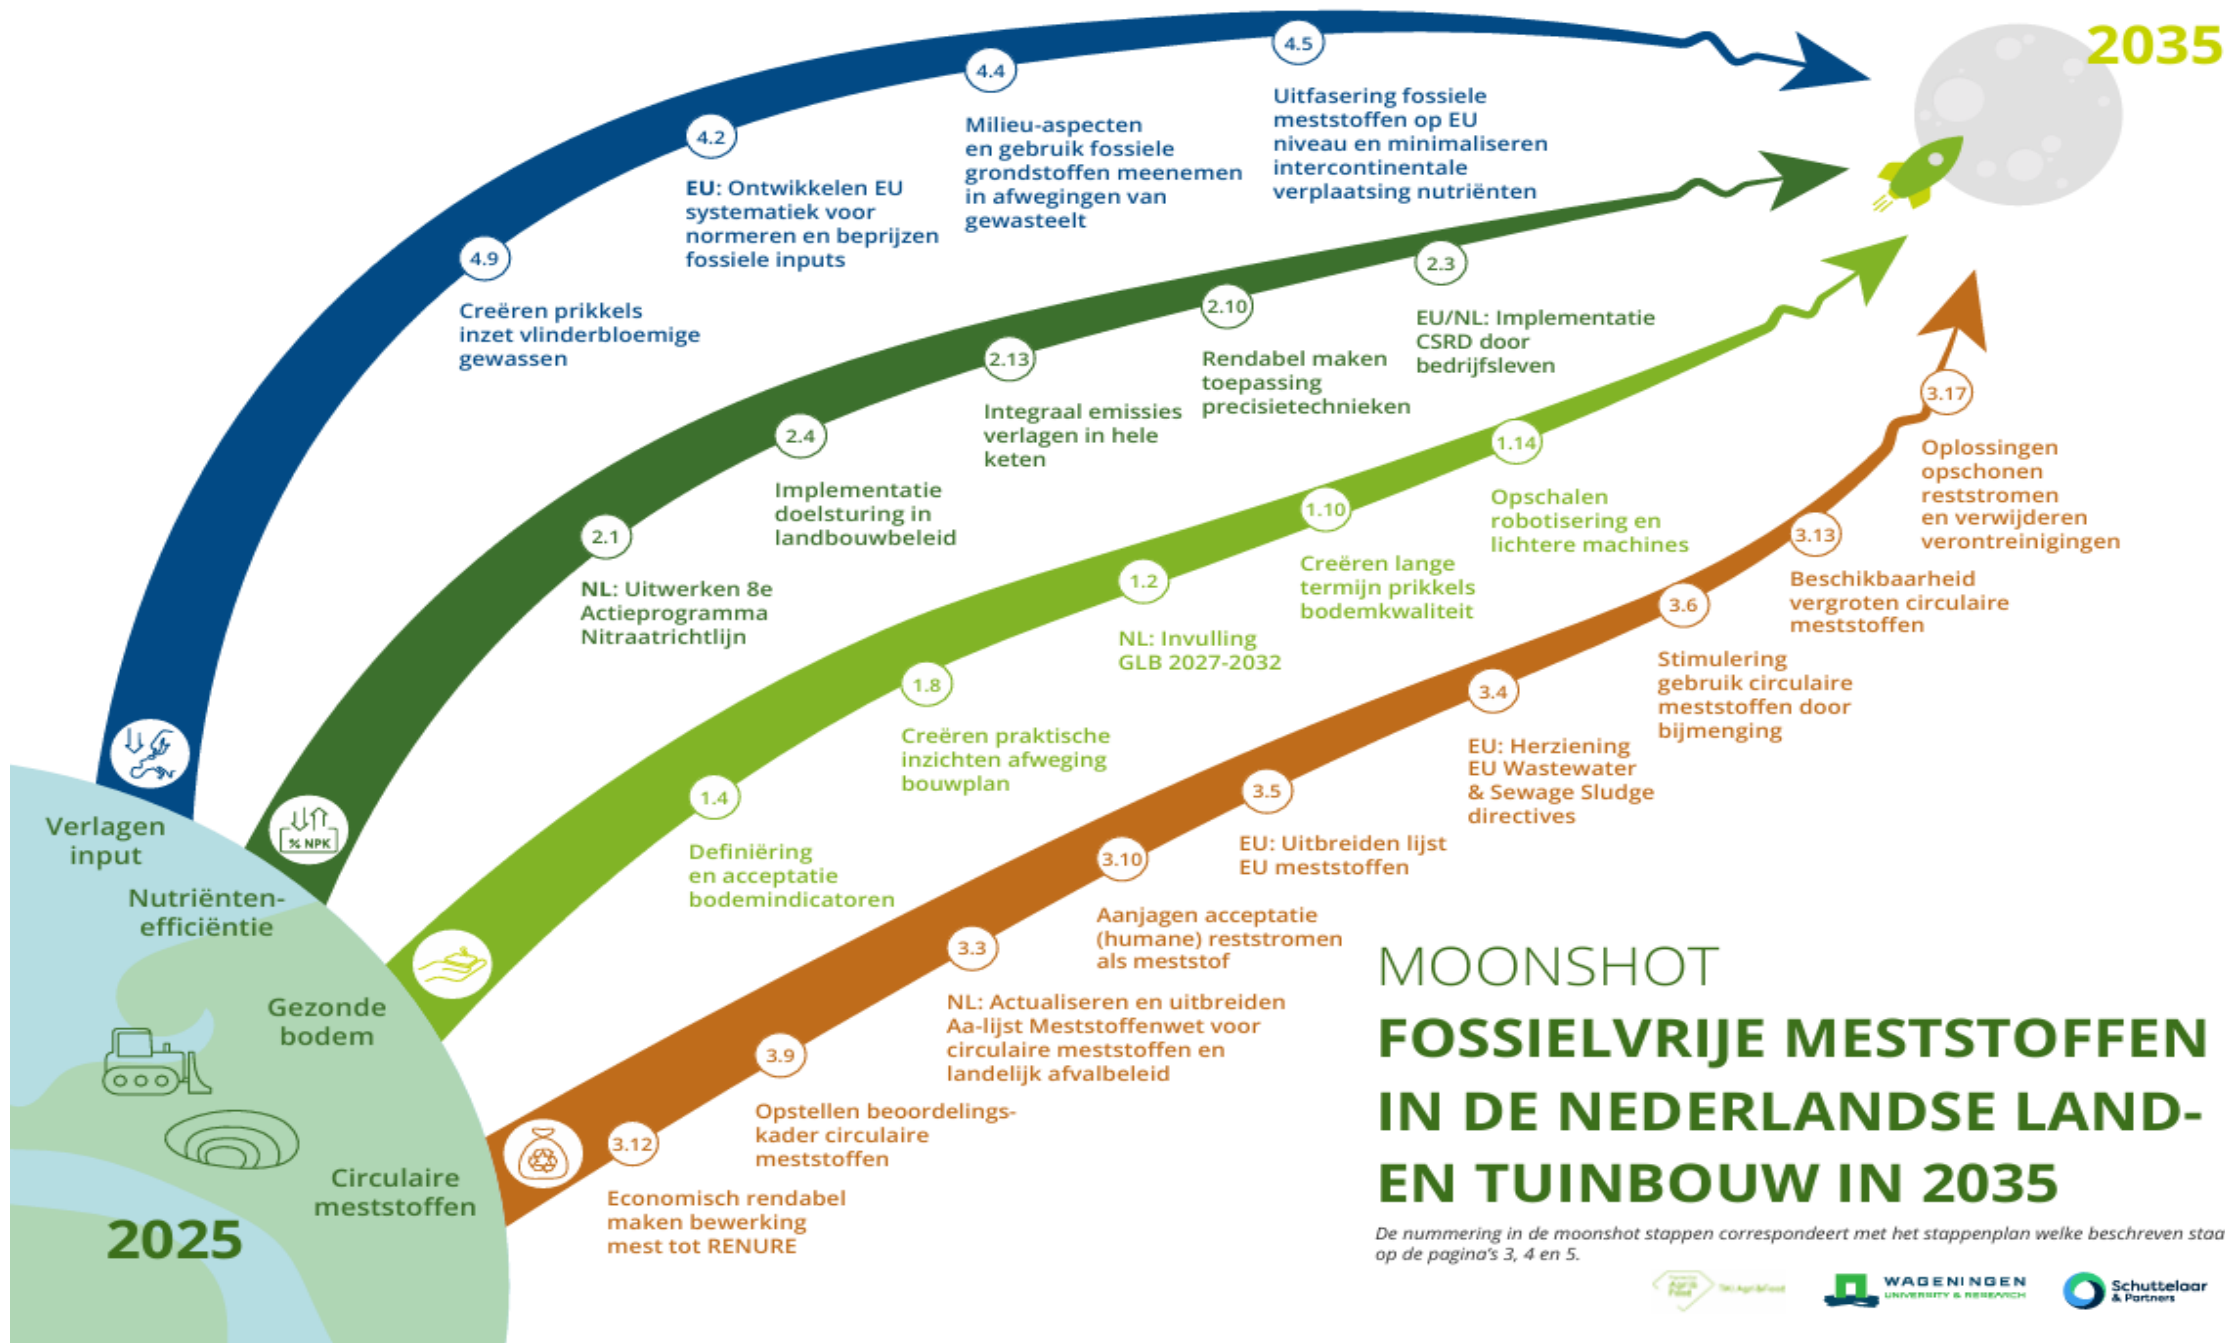 2035
4.5
Uitfasering fossiele
meststoffen op EU
niveau en minimaliseren
intercontinentale
verplaatsing nutriënten
4.4
Milieu-aspecten
en gebruik fossiele
grondstoffen meenemen
in afwegingen van
gewasteelt
4.2
EU: Ontwikkelen EU
systematiek voor
normeren en beprijzen
fossiele inputs
4.9
Creëren prikkels
inzet vlinderbloemige
gewassen
2.3
EU/NL: Implementatie
CSRD door
bedrijfsleven
2.10
Rendabel maken
toepassing
precisietechnieken
2.13
Integraal emissies
verlagen in hele
keten
2.4
Implementatie
doelsturing in
landbouwbeleid
2.1
NL: Uitwerken 8e
Actieprogramma
Nitraatrichtlijn
1.14
Opschalen
robotisering en
lichtere machines
1.10
Creëren lange
termijn prikkels
bodemkwaliteit
1.2
NL: Invulling
GLB 2027-2032
1.8
Creëren praktische
inzichten afweging
bouwplan
1.4
Definiëring
en acceptatie
bodemindicatoren
3.17
Oplossingen
opschonen
reststromen
en verwijderen
verontreinigingen
3.13
Beschikbaarheid
vergroten circulaire
meststoffen
3.6
Stimulering
gebruik circulaire
meststoffen door
bijmenging
3.4
EU: Herziening
EU Wastewater
& Sewage Sludge
directives
3.5
EU: Uitbreiden lijst
EU meststoffen
3.10
Aanjagen acceptatie
(humane) reststromen
als meststof
3.3
NL: Actualiseren en uitbreiden
Aa-lijst Meststoffenwet voor
circulaire meststoffen en
landelijk afvalbeleid
3.9
Opstellen beoordelings-
kader circulaire
meststoffen
3.12
Economisch rendabel
maken bewerking
mest tot RENURE
Verlagen
input
% NPK
Nutriënten-
efficiëntie
Gezonde
bodem
Circulaire
meststoffen
2025
MOONSHOT
FOSSIELVRIJE MESTSTOFFEN
IN DE NEDERLANDSE LAND-
EN TUINBOUW IN 2035
De nummering in de moonshot stappen correspondeert met het stappenplan welke beschreven staa
op de pagina's 3, 4 en 5.
Agri &
Food
TKI Agri & Food
WAGENINGEN
UNIVERSITY & RESEARCH
Schuttelaar
& Partners